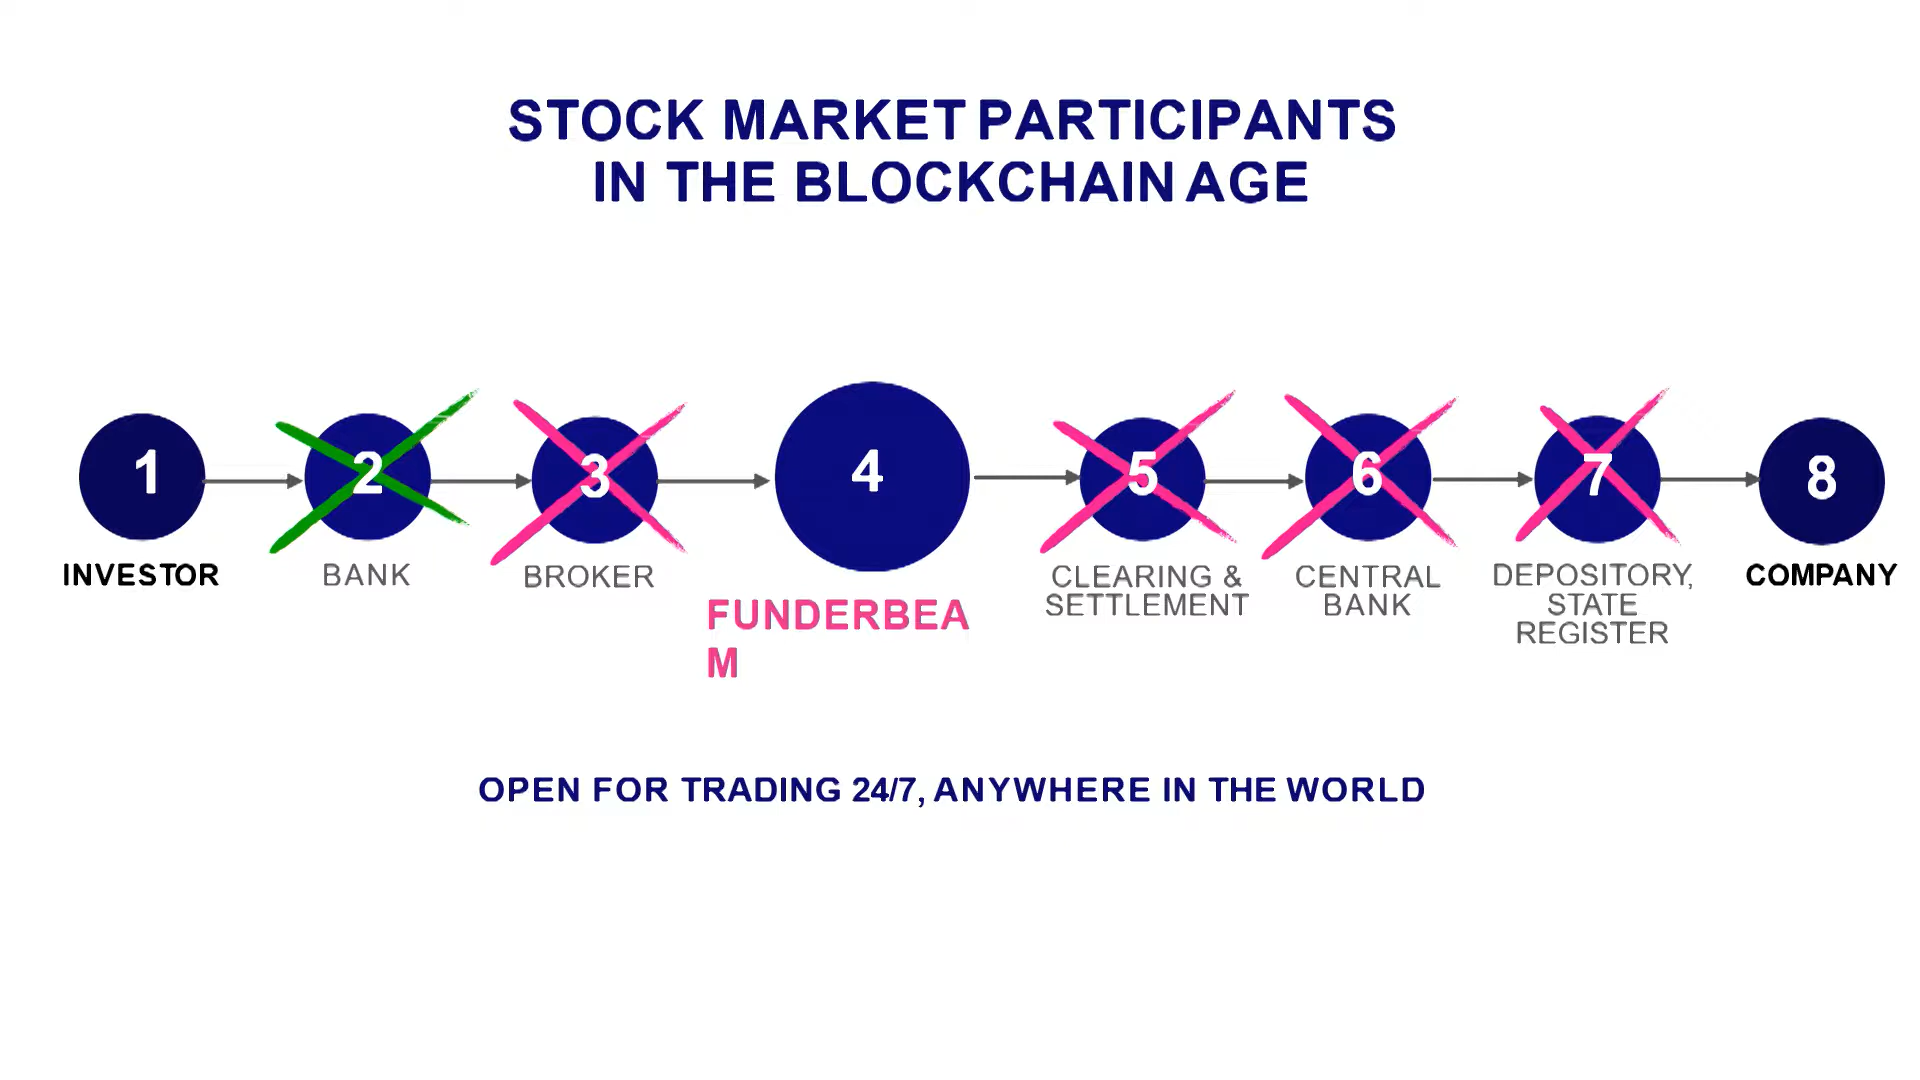 STOCK MARKET PARTICIPANTS
IN THE BLOCKCHAIN AGE
1
2
3
4
5
6
7
8
INVESTOR
BANK
BROKER
FUNDERBEA
M
CLEARING &
SETTLEMENT
CENTRAL
BANK
DEPOSITORY,
STATE
REGISTER
COMPANY
OPEN FOR TRADING 24/7, ANYWHERE IN THE WORLD